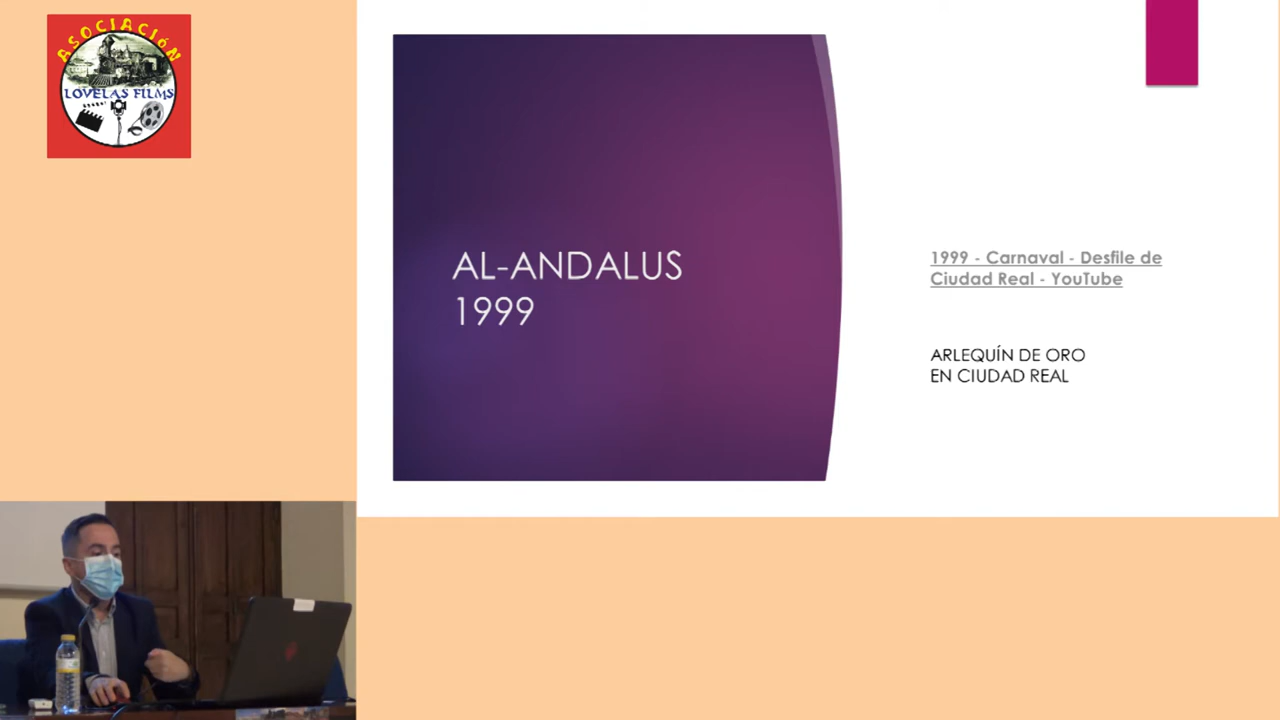 ASOCIACIÓN
LOVELAS FILMS
AL-ANDALUS
1999
1999 - Carnaval - Desfile de
Ciudad Real - YouTube
ARLEQUÍN DE ORO
EN CIUDAD REAL